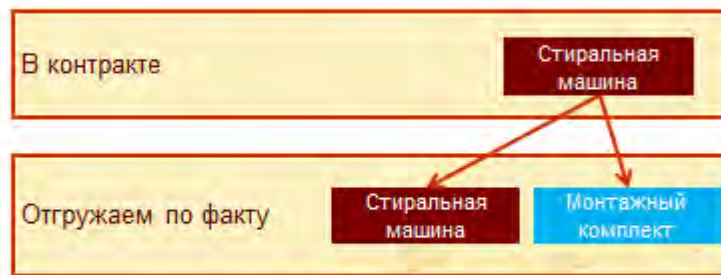 В контракте
Стиральная
машина
Отгружаем по факту
Стиральная
машина
Монтажный
комплект